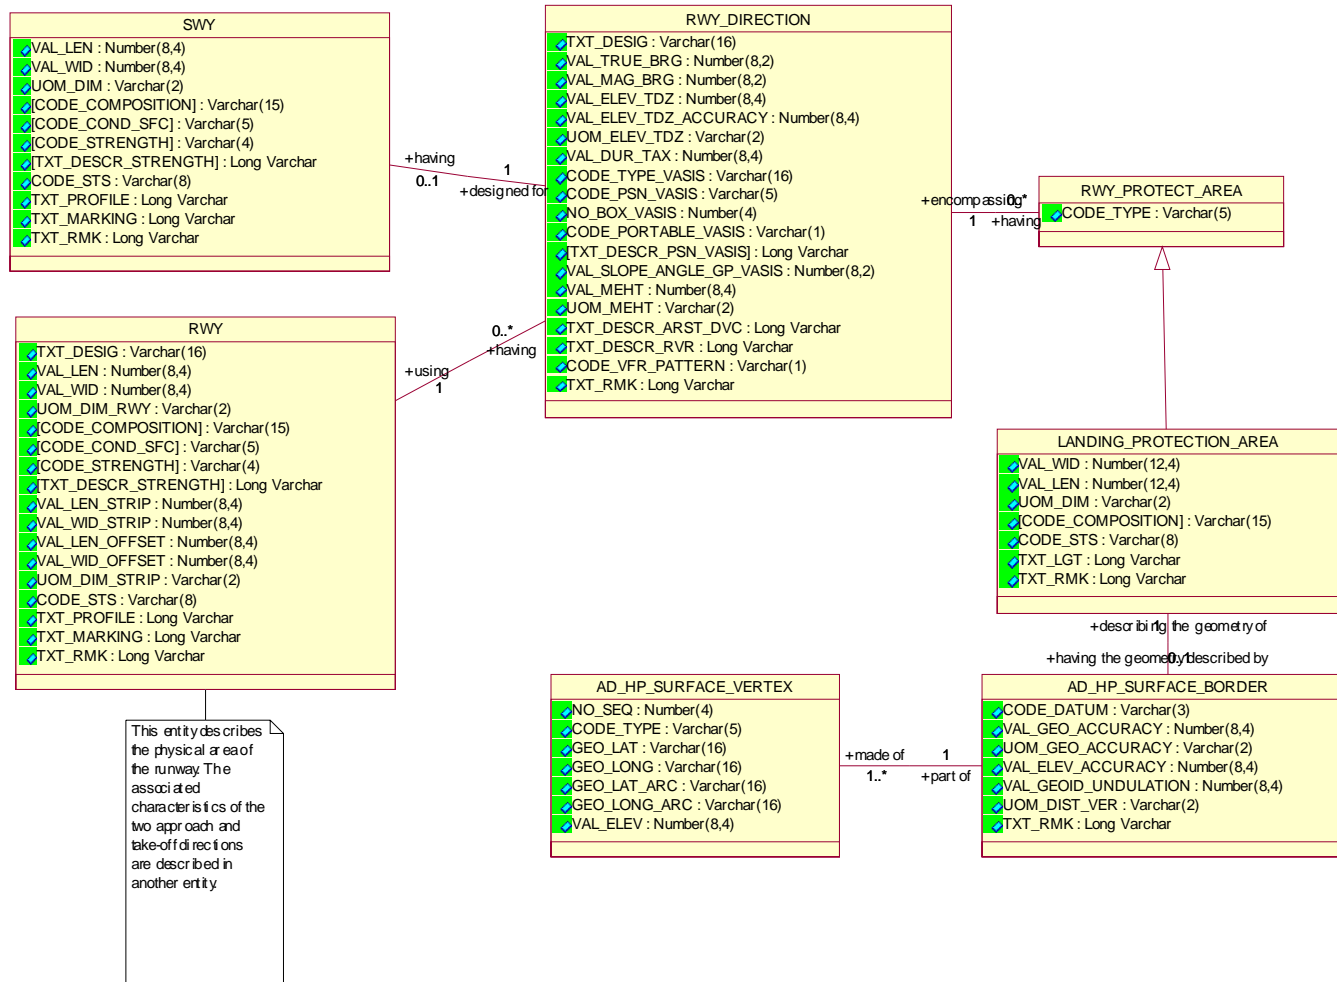 SWY
VAL_LEN : Number(8,4)
VAL_WID : Number(8,4)
UOM_DIM : Varchar(2)
[CODE_COMPOSITION] : Varchar(15)
[CODE_COND_SFC] : Varchar(5)
[CODE_STRENGTH] : Varchar(4)
[TXT_DESCR_STRENGTH] : Long Varchar
CODE_STS : Varchar(8)
TXT_PROFILE : Long Varchar
TXT_MARKING : Long Varchar
TXT_RMK : Long Varchar
+having
0..1
1
+designed for
RWY_DIRECTION
TXT_DESIG : Varchar(16)
VAL_TRUE_BRG : Number(8,2)
VAL_MAG_BRG : Number(8,2)
VAL_ELEV_TDZ : Number(8,4)
VAL_ELEV_TDZ_ACCURACY : Number(8,4)
UOM_ELEV_TDZ : Varchar(2)
VAL_DUR_TAX : Number(8,4)
CODE_TYPE_VASIS : Varchar(16)
CODE_PSN_VASIS : Varchar(5)
NO_BOX_VASIS : Number(4)
CODE_PORTABLE_VASIS : Varchar(1)
[TXT_DESCR_PSN_VASIS] : Long Varchar
VAL_SLOPE_ANGLE_GP_VASIS : Number(8,2)
VAL_MEHT : Number(8,4)
UOM_MEHT : Varchar(2)
TXT_DESCR_ARST_DVC : Long Varchar
TXT_DESCR_RVR : Long Varchar
CODE_VFR_PATTERN : Varchar(1)
TXT_RMK : Long Varchar
+encompassing
0..*
1
+having
RWY_PROTECT_AREA
CODE_TYPE : Varchar(5)
RWY
TXT_DESIG : Varchar(16)
VAL_LEN : Number(8,4)
VAL_WID : Number(8,4)
UOM_DIM_RWY : Varchar(2)
[CODE_COMPOSITION] : Varchar(15)
[CODE_COND_SFC] : Varchar(5)
[CODE_STRENGTH] : Varchar(4)
[TXT_DESCR_STRENGTH] : Long Varchar
VAL_LEN_STRIP : Number(8,4)
VAL_WID_STRIP : Number(8,4)
VAL_LEN_OFFSET : Number(8,4)
VAL_WID_OFFSET : Number(8,4)
UOM_DIM_STRIP : Varchar(2)
CODE_STS : Varchar(8)
TXT_PROFILE : Long Varchar
TXT_MARKING : Long Varchar
TXT_RMK : Long Varchar
0..*
+having
+using
1
This entity describes
the physical area of
the runway. The
associated
characteristics of the
two approach and
take-off directions
are described in
another entity.
LANDING_PROTECTION_AREA
VAL_WID : Number(12,4)
VAL_LEN : Number(12,4)
UOM_DIM : Varchar(2)
[CODE_COMPOSITION] : Varchar(15)
CODE_STS : Varchar(8)
TXT_LGT : Long Varchar
TXT_RMK : Long Varchar
+describing the geometry of
1
+having the geometry described by
0..1
AD_HP_SURFACE_VERTEX
NO_SEQ : Number(4)
CODE_TYPE : Varchar(5)
GEO_LAT : Varchar(16)
GEO_LONG : Varchar(16)
GEO_LAT_ARC : Varchar(16)
GEO_LONG_ARC : Varchar(16)
VAL_ELEV : Number(8,4)
+made of
1..*
1
+part of
AD_HP_SURFACE_BORDER
CODE_DATUM : Varchar(3)
VAL_GEO_ACCURACY : Number(8,4)
UOM_GEO_ACCURACY : Varchar(2)
VAL_ELEV_ACCURACY : Number(8,4)
VAL_GEOID_UNDULATION : Number(8,4)
UOM_DIST_VER : Varchar(2)
TXT_RMK : Long Varchar